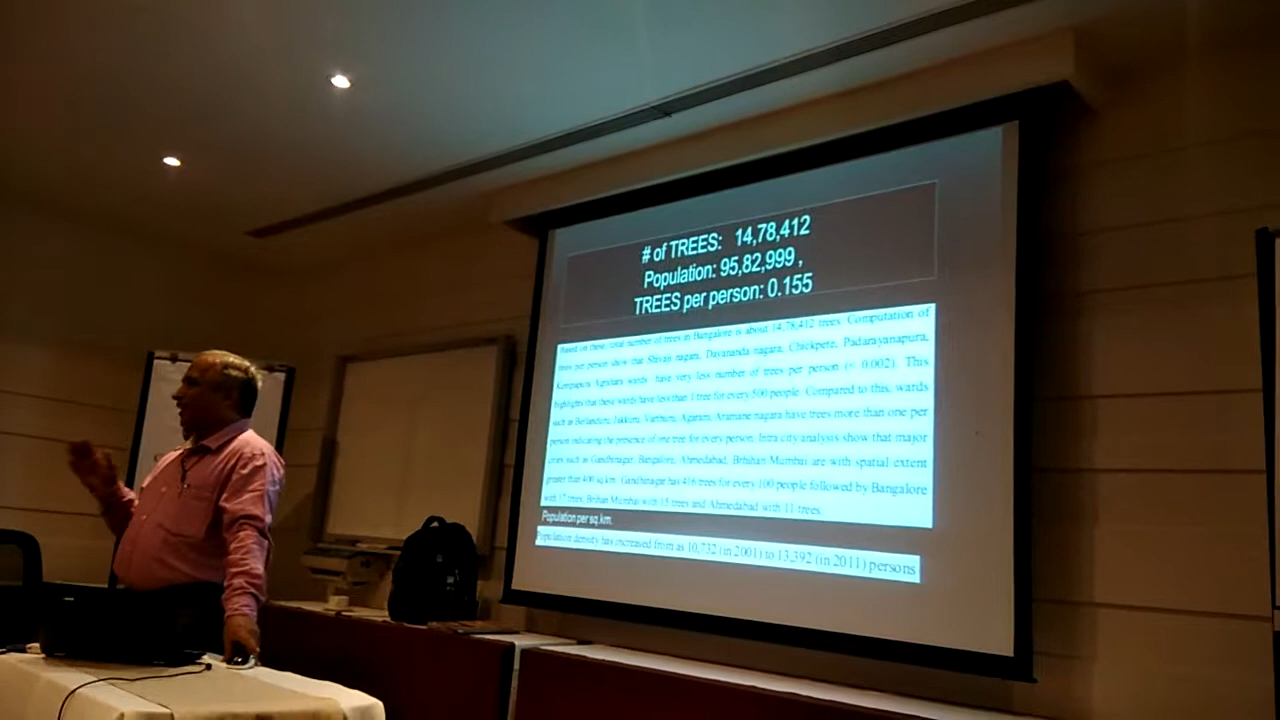 # of TREES: 14,78,412
Population: 95,82,999 ,
TREES per person: 0.155
Based on these, total number of trees in Bangalore is about 14,78,412 trees. Computation of
trees per person show that Shivaji nagara, Dayananda nagara, Chickpete, Padarayanapura,
Kempapura Agrahara wards have very less number of trees per person (< 0.002). This
highlights that these wards have less than 1 tree for every 500 people. Compared to this, wards
such as Bellanduru, Jakkuru, Varthuru, Agaram, Aramane nagara have trees more than one per
person indicating the presence of one tree for every person. Intra city analysis show that major
cities such as Gandhinagar, Bangalore, Ahmedabad, Brhihan Mumbai are with spatial extent
greater than 400 sq.km. Gandhinagar has 416 trees for every 100 people followed by Bangalore
with 17 trees, Brihan Mumbai with 15 trees and Ahmedabad with 11 trees.
Population per sq.km.
Population density has increased from as 10,732 (in 2001) to 13,392 (in 2011) persons